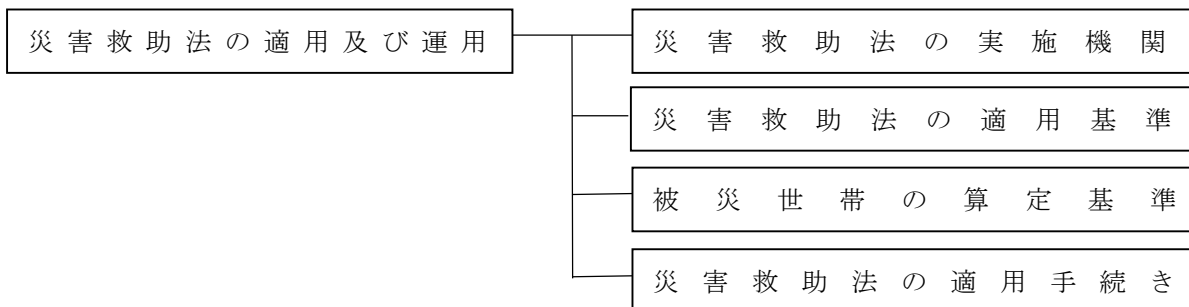 災害救助法の適用及び運用
災害救助法の実施機関
災害救助法の適用基準
被災世帯の算定基準
災害救助法の適用手続き